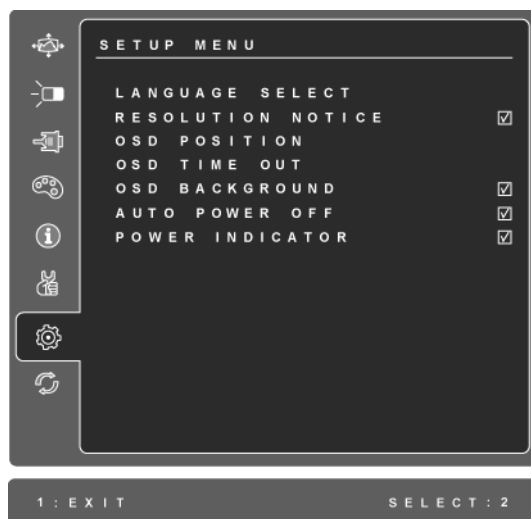 SETUP MENU
LANGUAGE SELECT
RESOLUTION NOTICE
OSD POSITION
OSD TIME OUT
OSD BACKGROUND
AUTO POWER OFF
POWER INDICATOR
1:EXIT SELECT:2